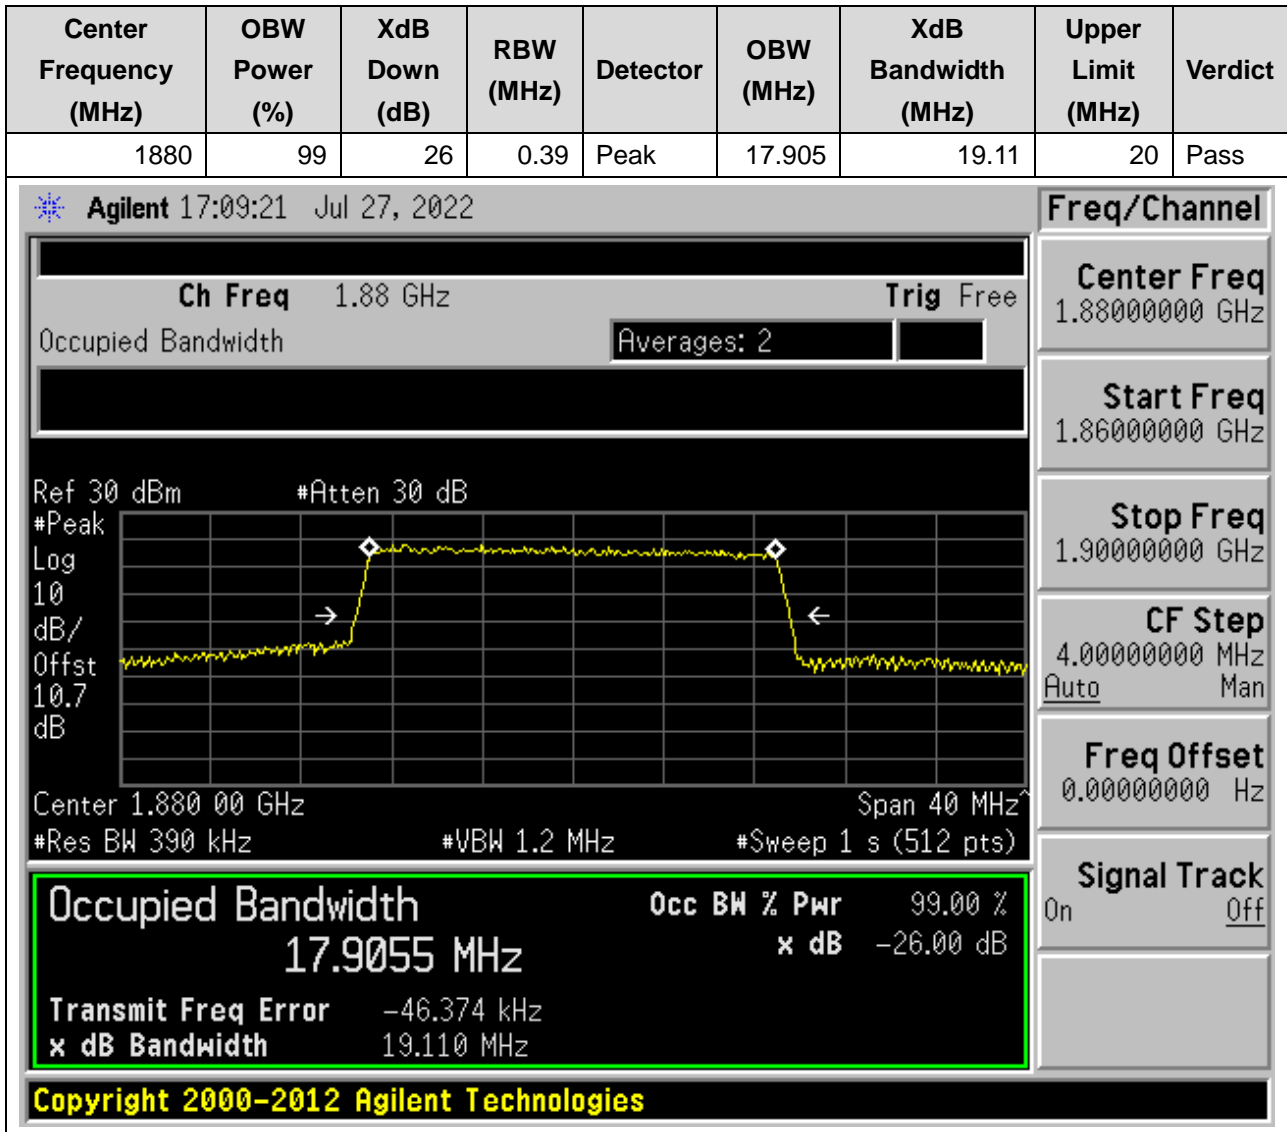 Center Frequency (MHz) OBW Power (%) XdB Down (dB) RBW (MHz) Detector OBW (MHz) XdB Bandwidth (MHz) Upper Limit (MHz) Verdict
1880 99 26 0.39 Peak 17.905 19.11 20 Pass
Agilent 17:09:21 Jul 27, 2022
Freq/Channel
Ch Freq 1.88 GHz Trig Free
Occupied Bandwidth Averages: 2
Center Freq
1.88000000 GHz
Start Freq
1.86000000 GHz
Stop Freq
1.90000000 GHz
CF Step
4.00000000 MHz
Auto Man
Freq Offset
0.00000000 Hz
Signal Track
On Off
Ref 30 dBm #Atten 30 dB
#Peak
Log
10
dB/
Offst
10.7
dB
Center 1.880 00 GHz Span 40 MHz^
#Res BW 390 kHz #VBW 1.2 MHz #Sweep 1 s (512 pts)
Occupied Bandwidth Occ BW % Pwr 99.00 %
17.9055 MHz x dB -26.00 dB
Transmit Freq Error -46.374 kHz
x dB Bandwidth 19.110 MHz
Copyright 2000-2012 Agilent Technologies